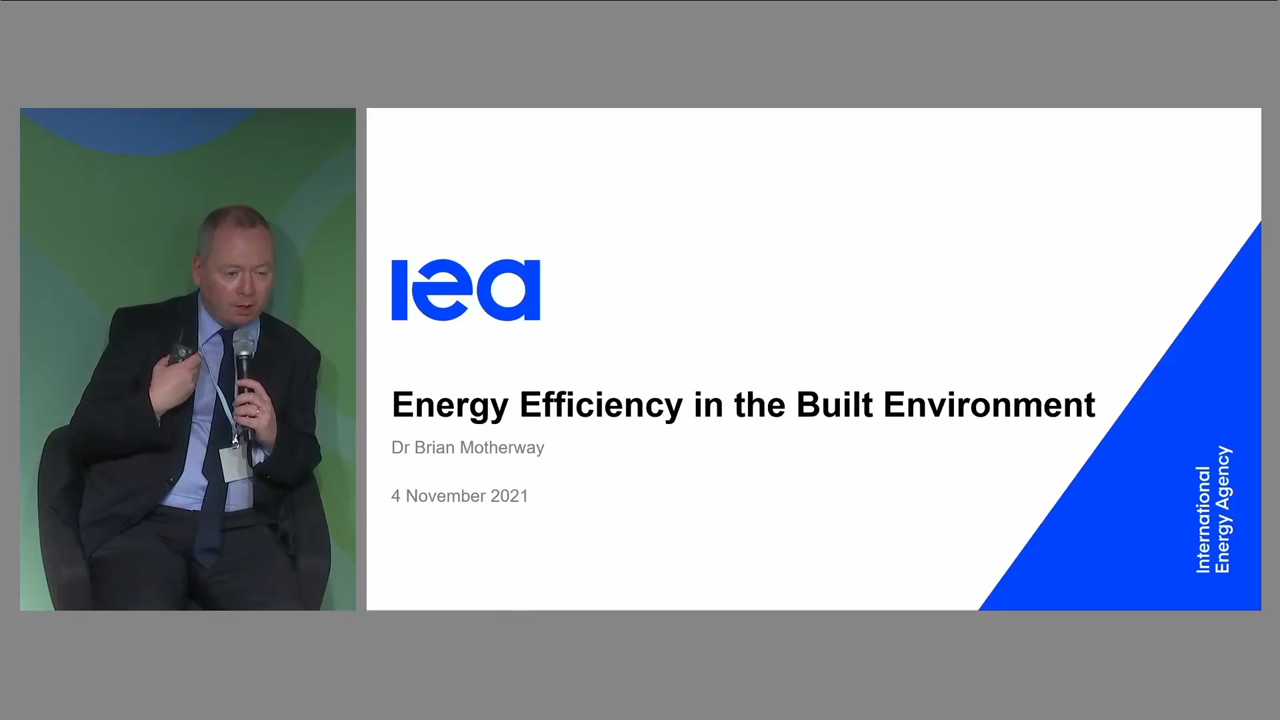 iea
Energy Efficiency in the Built Environment
Dr Brian Motherway
4 November 2021
International
Energy Agency